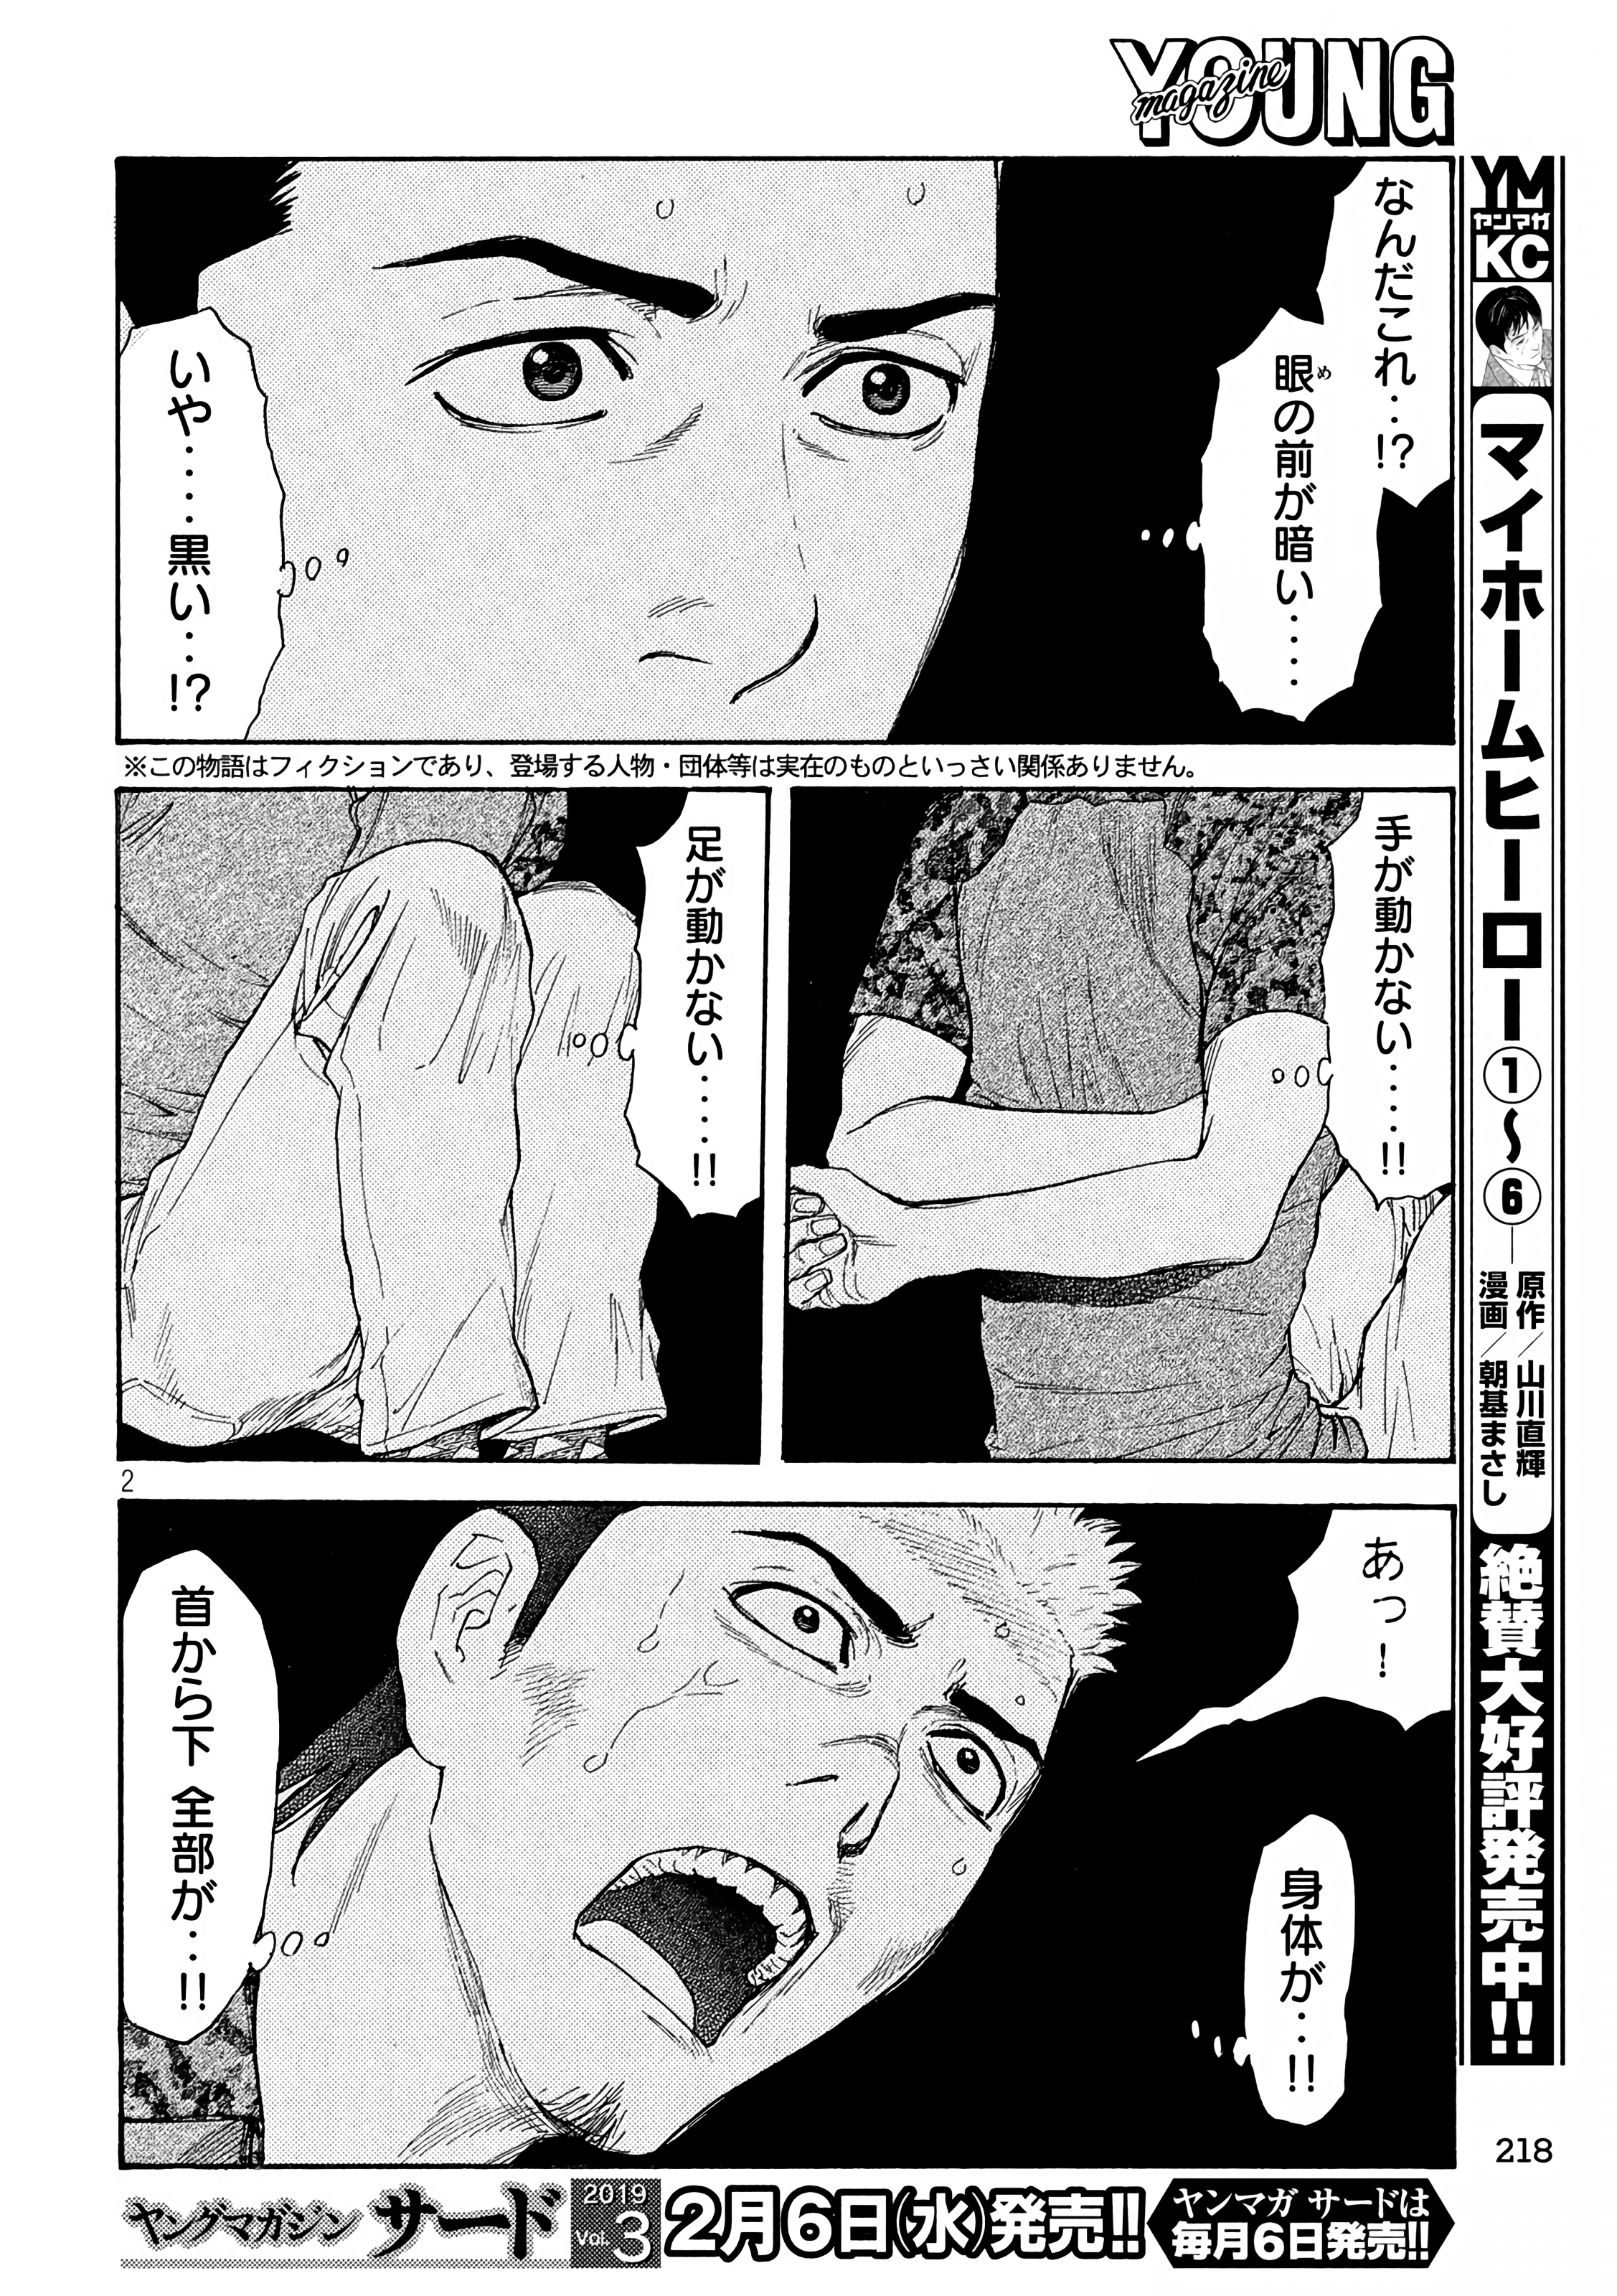 YOUNG
magazine
なんだこれ‥!?
眼の前が暗い‥‥
め
いや‥‥黒い‥!?
※この物語はフィクションであり、登場する人物・団体等は実在のものといっさい関係ありません。
手が動かない‥‥!!
足が動かない‥‥!!
2
あっ!
身体が‥!!
首から下 全部が‥!!
YM
ヤンマガ
KC
マイホームヒーロー①〜⑥
原作/山川直輝
漫画/朝基まさし
絶賛大好評発売中!!
218
ヤングマガジン サード
2019
Vol.3
2月6日(水)発売!!
ヤンマガ サードは
毎月6日発売!!